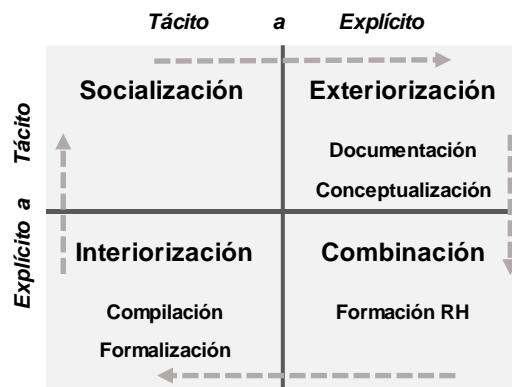 Tácito a Explícito
Explícito a Tácito
Socialización
Exteriorización
Documentación
Conceptualización
Interiorización
Compilación
Formalización
Combinación
Formación RH